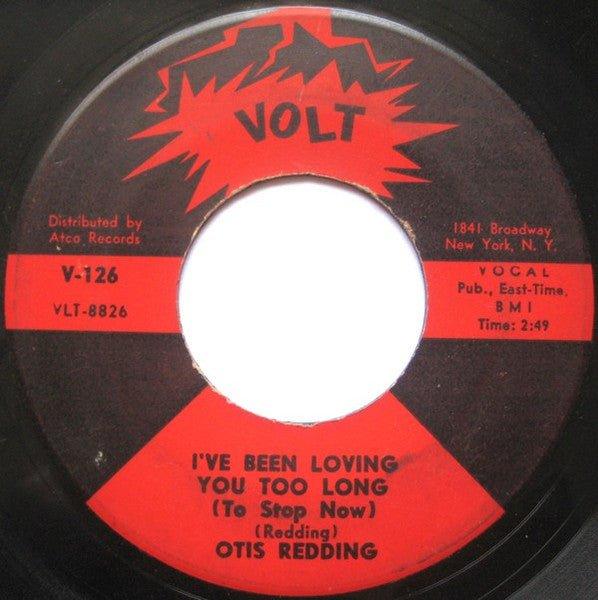 VOLT
Distributed by
Atco Records
1841 Broadway
New York, N. Y.
V-126
VLT-8826
VOCAL
Pub., East-Time,
BMI
Time: 2:49
I'VE BEEN LOVING
YOU TOO LONG
(To Stop Now)
(Redding)
OTIS REDDING